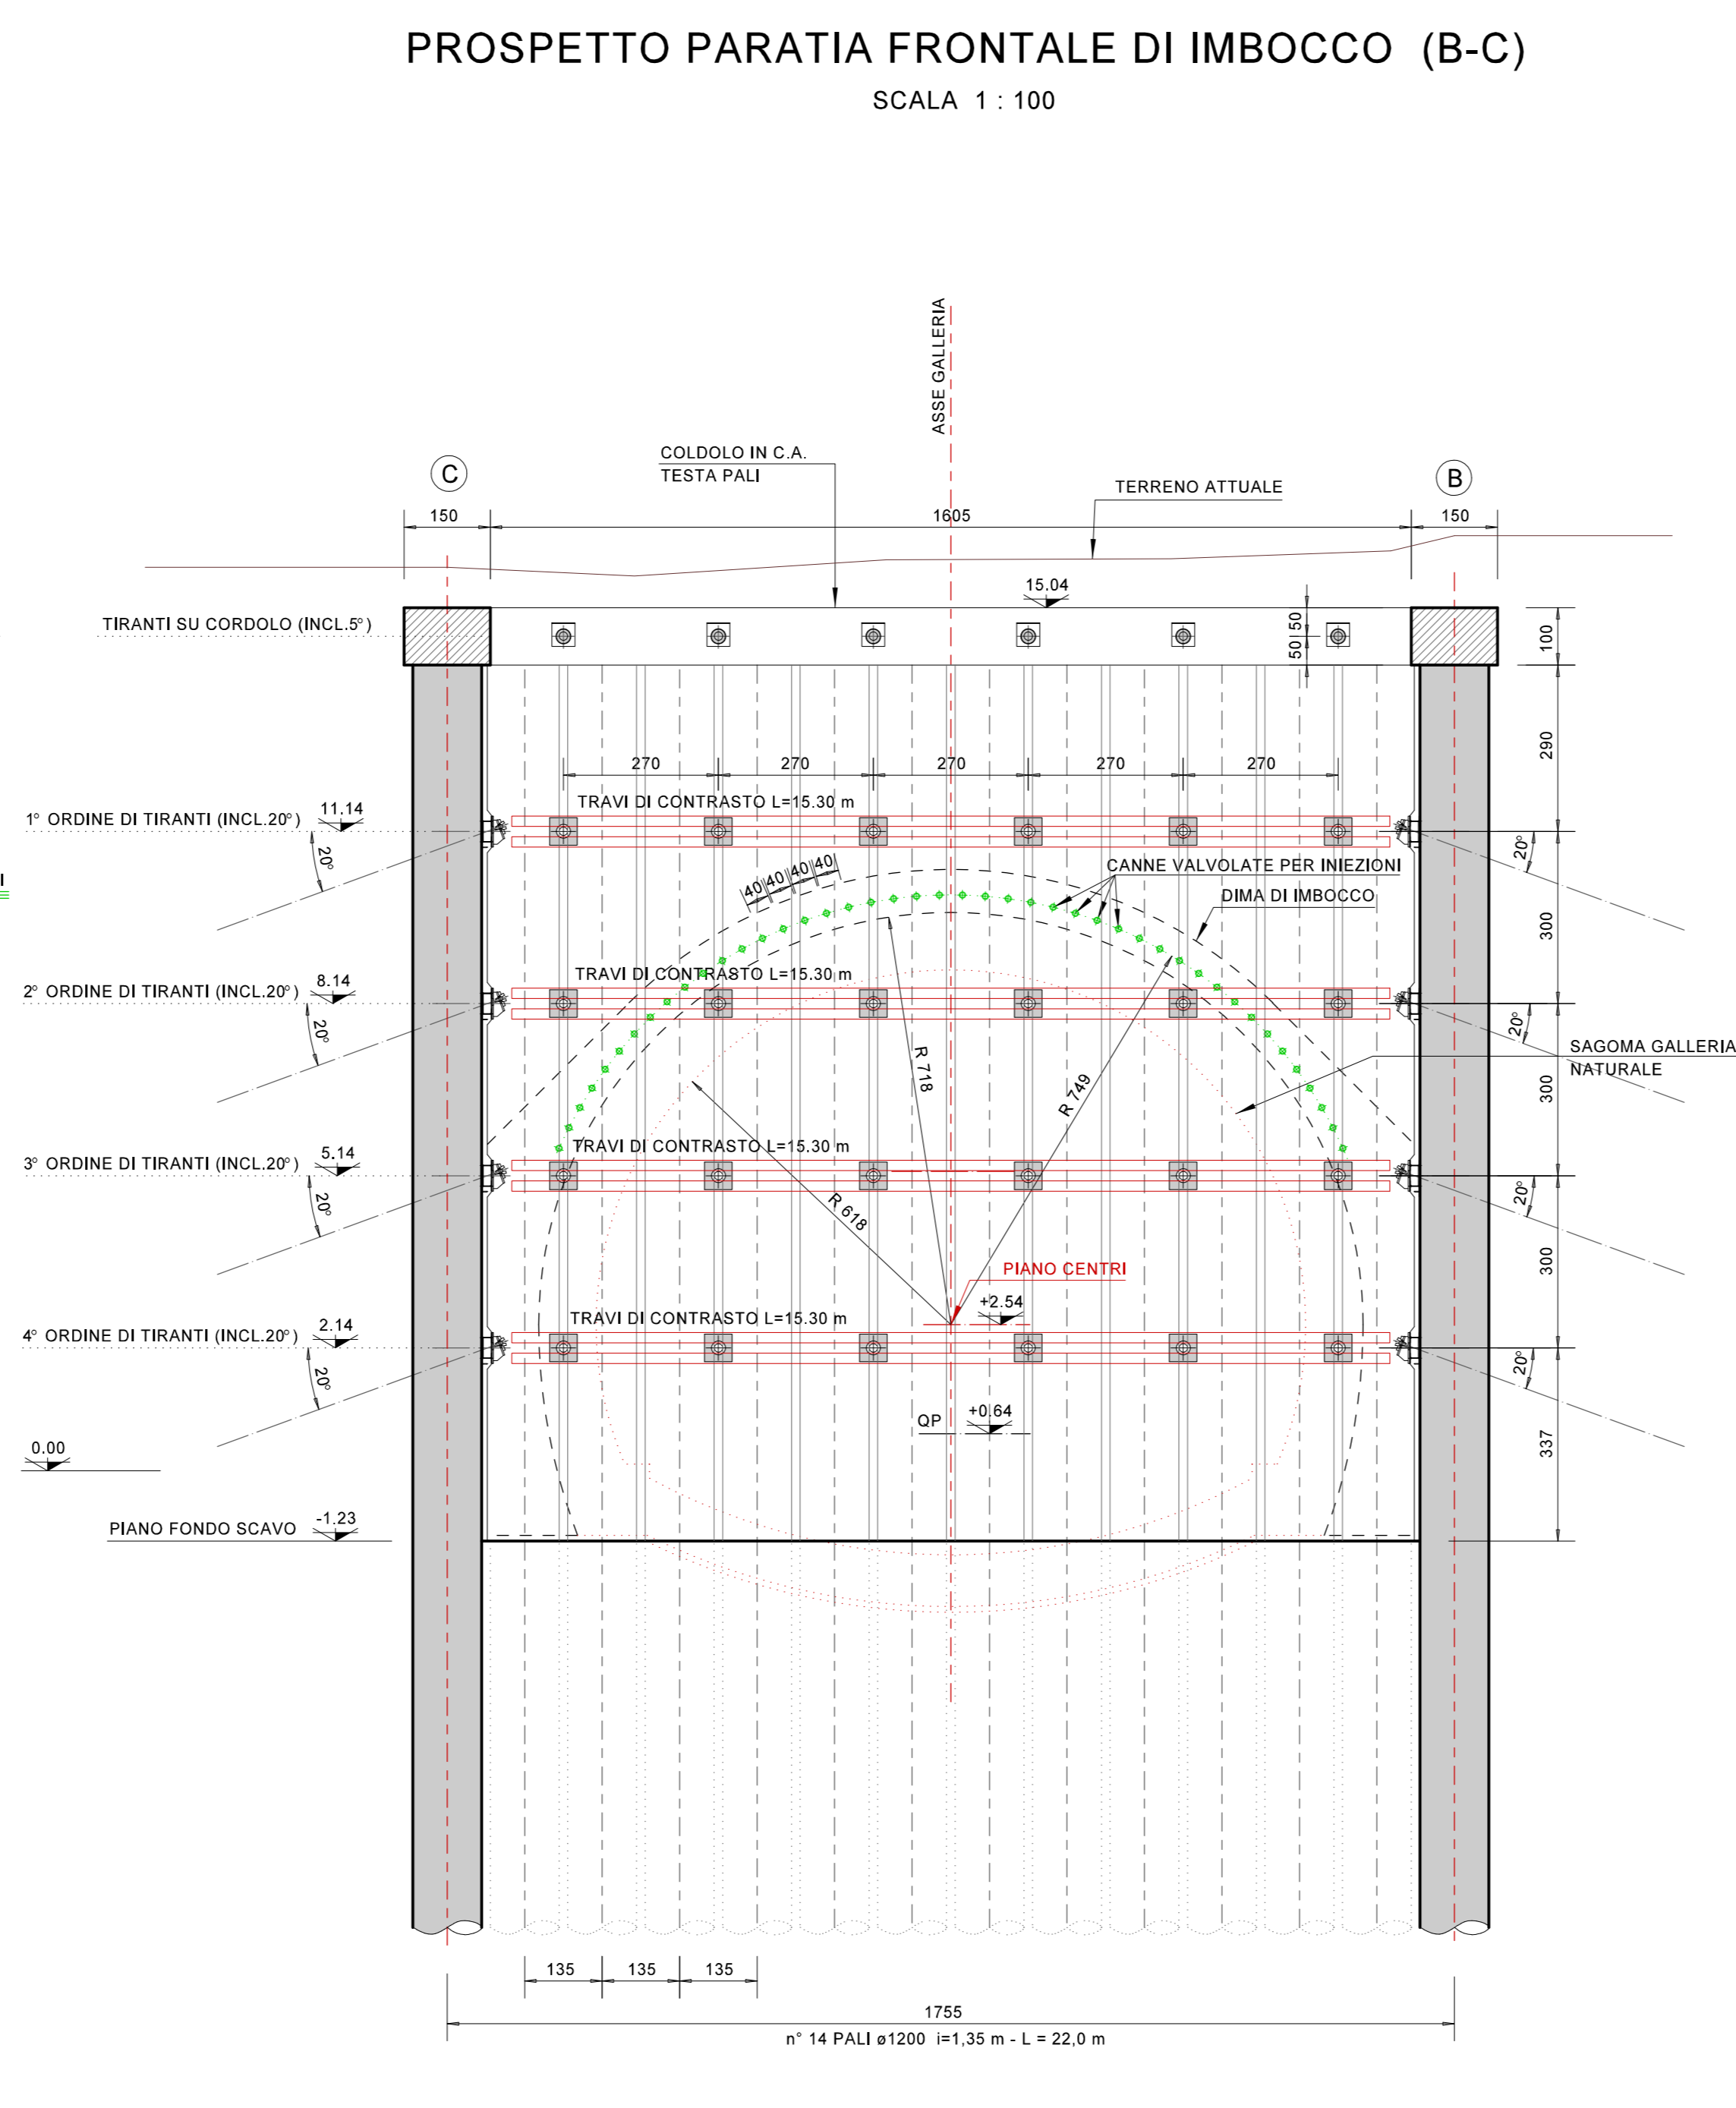 PROSPETTO PARATIA FRONTALE DI IMBOCCO (B-C)
SCALA 1 : 100
ASSE GALLERIA
COLDOLO IN C.A.
TESTA PALI
TERRENO ATTUALE
C
B
150
1605
150
15.04
TIRANTI SU CORDOLO (INCL.5°)
50
50
100
290
270
270
270
270
270
TRAVI DI CONTRASTO L=15.30 m
1° ORDINE DI TIRANTI (INCL.20°)
11.14
20°
20°
40
40
40
40
CANNE VALVOLATE PER INIEZIONI
DIMA DI IMBOCCO
I
300
TRAVI DI CONTRASTO L=15.30 m
2° ORDINE DI TIRANTI (INCL.20°)
8.14
20°
20°
R 718
R 749
SAGOMA GALLERIA
NATURALE
300
TRAVI DI CONTRASTO L=15.30 m
3° ORDINE DI TIRANTI (INCL.20°)
5.14
20°
20°
R 618
PIANO CENTRI
+2.54
300
TRAVI DI CONTRASTO L=15.30 m
4° ORDINE DI TIRANTI (INCL.20°)
2.14
20°
20°
QP
+0.64
337
0.00
PIANO FONDO SCAVO
-1.23
135
135
135
1755
n° 14 PALI ø1200 i=1,35 m - L = 22,0 m